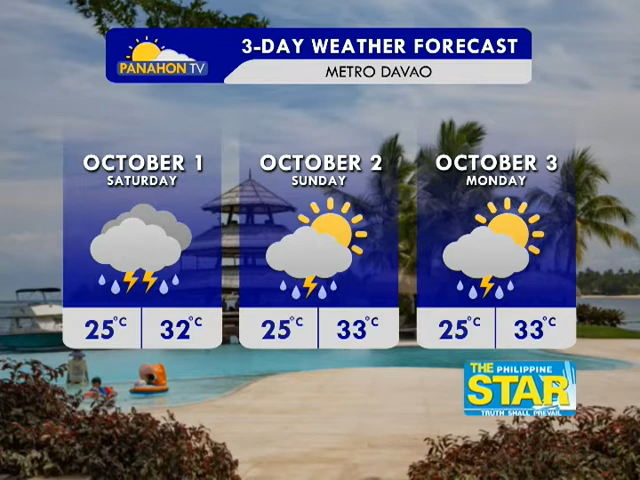 3-DAY WEATHER FORECAST
PANAHON TV
METRO DAVAO
OCTOBER 1
SATURDAY
25°C
32°C
OCTOBER 2
SUNDAY
25°C
33°C
OCTOBER 3
MONDAY
25°C
33°C
THE PHILIPPINE
STAR
TRUTH SHALL PREVAIL